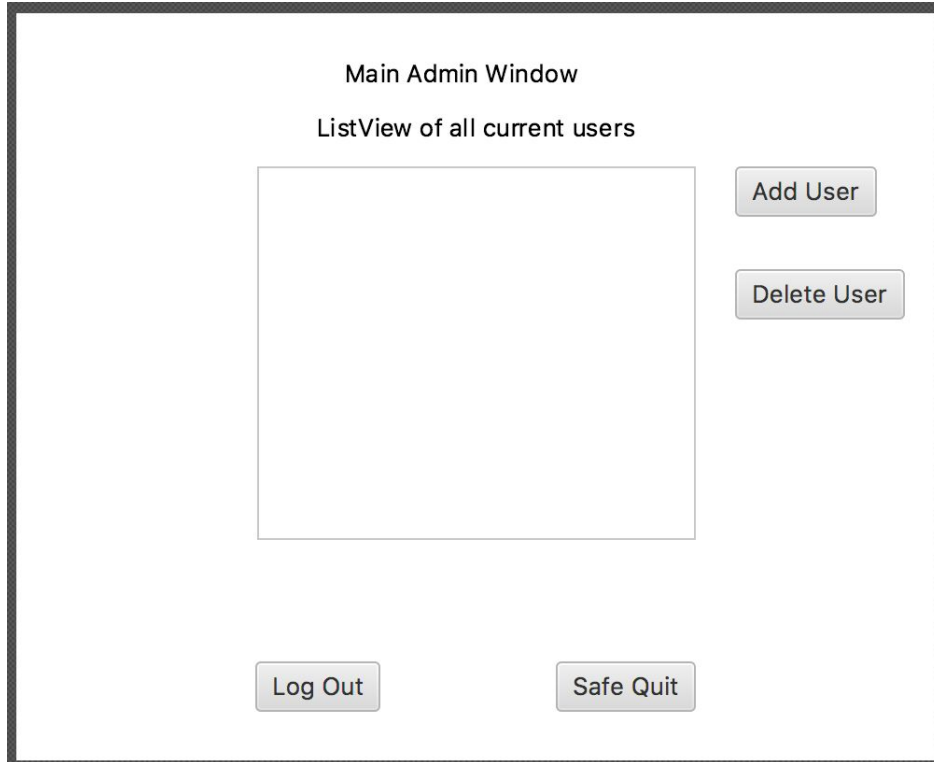 Main Admin Window
ListView of all current users
Add User
Delete User
Log Out
Safe Quit